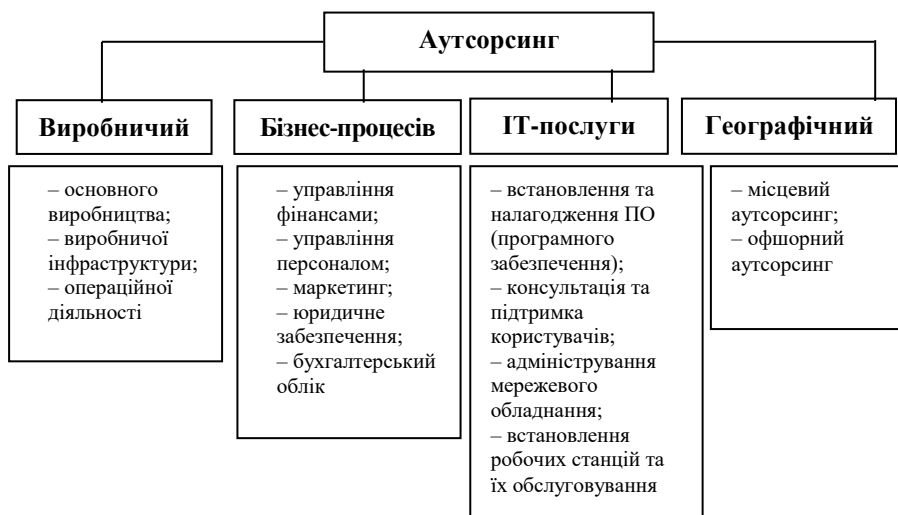 Аутсорсинг
Виробничий
Бізнес-процесів
ІТ-послуги
Географічний
– основного
виробництва;
– виробничої
інфраструктури;
– операційної
діяльності
– управління
фінансами;
– управління
персоналом;
– маркетинг;
– юридичне
забезпечення;
– бухгалтерський
облік
– встановлення та
налагодження ПО
(програмного
забезпечення);
– консультація та
підтримка
користувачів;
– адміністрування
мережевого
обладнання;
– встановлення
робочих станцій та
їх обслуговування
– місцевий
аутсорсинг;
– офшорний
аутсорсинг